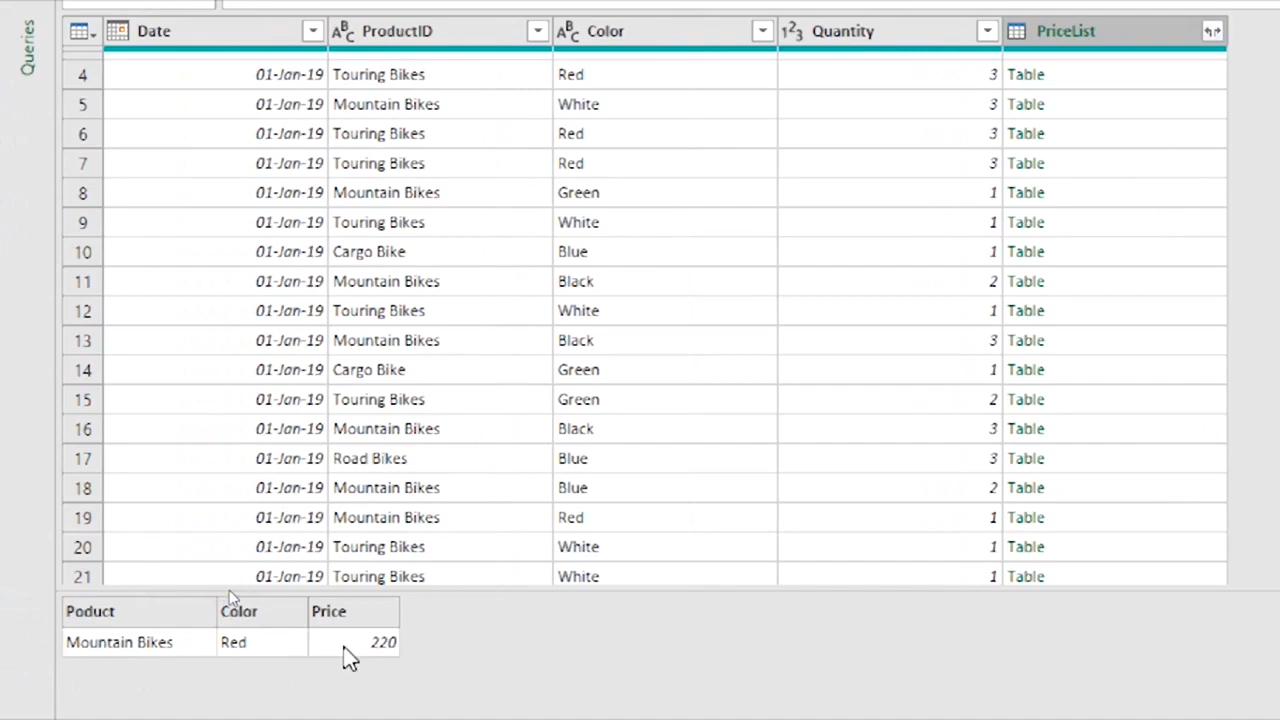 Queries
Date ABC ProductID ABC Color 123 Quantity PriceList
4 01-Jan-19 Touring Bikes Red 3 Table
5 01-Jan-19 Mountain Bikes White 3 Table
6 01-Jan-19 Touring Bikes Red 3 Table
7 01-Jan-19 Touring Bikes Red 3 Table
8 01-Jan-19 Mountain Bikes Green 1 Table
9 01-Jan-19 Touring Bikes White 1 Table
10 01-Jan-19 Cargo Bike Blue 1 Table
11 01-Jan-19 Mountain Bikes Black 2 Table
12 01-Jan-19 Touring Bikes White 1 Table
13 01-Jan-19 Mountain Bikes Black 3 Table
14 01-Jan-19 Cargo Bike Green 1 Table
15 01-Jan-19 Touring Bikes Green 2 Table
16 01-Jan-19 Mountain Bikes Black 3 Table
17 01-Jan-19 Road Bikes Blue 3 Table
18 01-Jan-19 Mountain Bikes Blue 2 Table
19 01-Jan-19 Mountain Bikes Red 1 Table
20 01-Jan-19 Touring Bikes White 1 Table
21 01-Jan-19 Touring Bikes White 1 Table
Poduct Color Price
Mountain Bikes Red 220